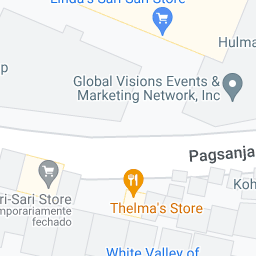 Linda's Sari Sari Store
Hulma
p
Global Visions Events &
Marketing Network, Inc
Pagsanja
Koh
ri-Sari Store
mporariamente
fechado
Thelma's Store
White Valley of